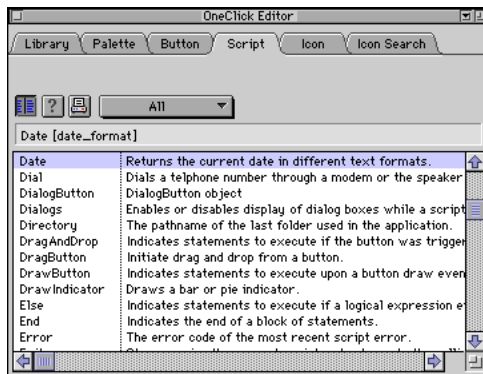 OneClick Editor
Library Palette Button Script Icon Icon Search
? All
Date [date_format]
Date Returns the current date in different text formats.
Dial Dials a telphone number through a modem or the speaker
DialogButton DialogButton object
Dialogs Enables or disables display of dialog boxes while a script
Directory The pathname of the last folder used in the application.
DragAndDrop Indicates statements to execute if the button was trigger
DragButton Initiate drag and drop from a button.
DrawButton Indicates statements to execute upon a button draw even
DrawIndicator Draws a bar or pie indicator.
Else Indicates statements to execute if a logical expression e
End Indicates the end of a block of statements.
Error The error code of the most recent script error.